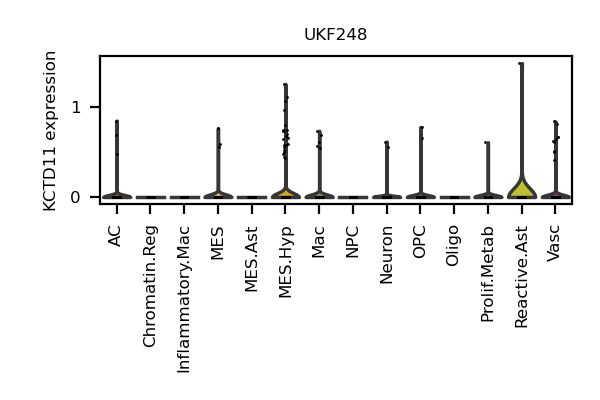 UKF248
KCTD11 expression
1
0
AC
Chromatin.Reg
Inflammatory.Mac
MES
MES.Ast
MES.Hyp
Mac
NPC
Neuron
OPC
Oligo
Prolif.Metab
Reactive.Ast
Vasc